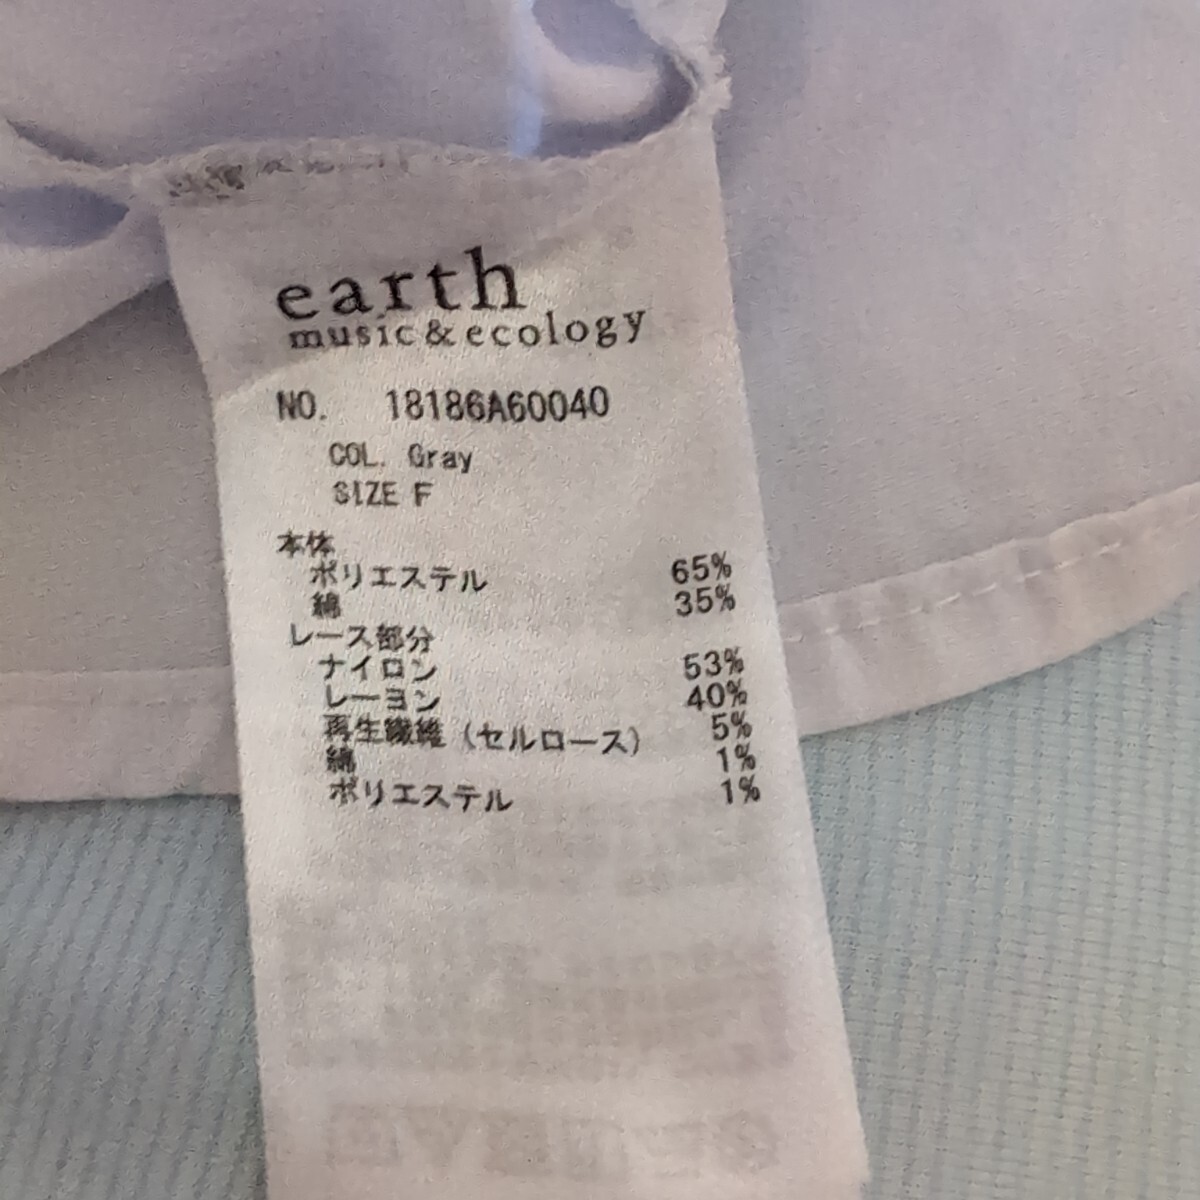 earth
music&ecology
NO. 18186A60040
COL. Gray
SIZE F
本体
ポリエステル 65%
綿 35%
レース部分
ナイロン 53%
レーヨン 40%
再生繊維（セルロース） 5%
綿 1%
ポリエステル 1%